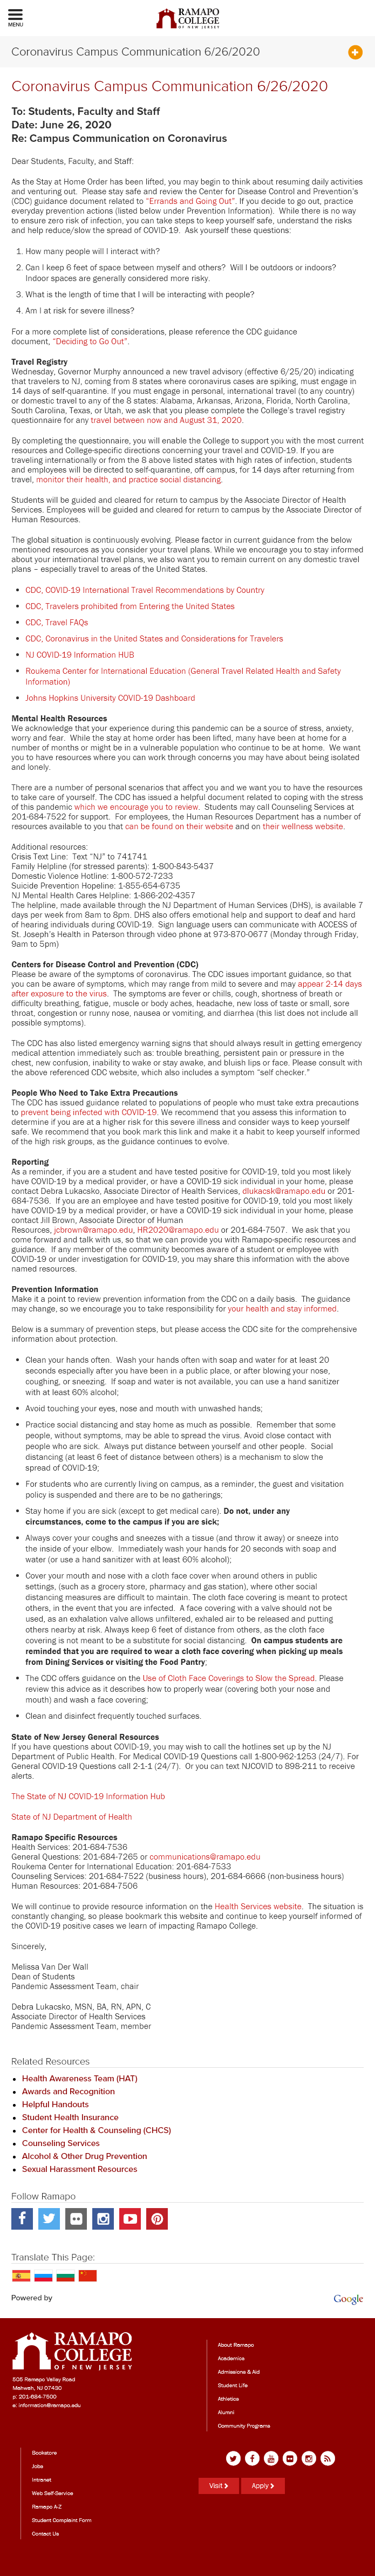 MENU
RAMAPO
COLLEGE
OF NEW JERSEY
Coronavirus Campus Communication 6/26/2020
Coronavirus Campus Communication 6/26/2020
To: Students, Faculty and Staff
Date: June 26, 2020
Re: Campus Communication on Coronavirus
Dear Students, Faculty, and Staff:
As the Stay at Home Order has been lifted, you may begin to think about resuming daily activities
and venturing out.  Please stay safe and review the Center for Disease Control and Prevention's
(CDC) guidance document related to "Errands and Going Out". If you decide to go out, practice
everyday prevention actions (listed below under Prevention Information).  While there is no way
to ensure zero risk of infection, you can take steps to keep yourself safe, understand the risks
and help reduce/slow the spread of COVID-19.  Ask yourself these questions:
1. How many people will I interact with?
2. Can I keep 6 feet of space between myself and others?  Will I be outdoors or indoors?
Indoor spaces are generally considered more risky.
3. What is the length of time that I will be interacting with people?
4. Am I at risk for severe illness?
For a more complete list of considerations, please reference the CDC guidance
document, "Deciding to Go Out".
Travel Registry
Wednesday, Governor Murphy announced a new travel advisory (effective 6/25/20) indicating
that travelers to NJ, coming from 8 states where coronavirus cases are spiking, must engage in
14 days of self-quarantine. If you must engage in personal, international travel (to any country)
or domestic travel to any of the 8 states: Alabama, Arkansas, Arizona, Florida, North Carolina,
South Carolina, Texas, or Utah, we ask that you please complete the College's travel registry
questionnaire for any travel between now and August 31, 2020.
By completing the questionnaire, you will enable the College to support you with the most current
resources and College-specific directions concerning your travel and COVID-19. If you are
traveling internationally or from the 8 above listed states with high rates of infection, students
and employees will be directed to self-quarantine, off campus, for 14 days after returning from
travel, monitor their health, and practice social distancing.
Students will be guided and cleared for return to campus by the Associate Director of Health
Services. Employees will be guided and cleared for return to campus by the Associate Director of
Human Resources.
The global situation is continuously evolving. Please factor in current guidance from the below
mentioned resources as you consider your travel plans. While we encourage you to stay informed
about your international travel plans, we also want you to remain current on any domestic travel
plans – especially travel to areas of the United States.
• CDC, COVID-19 International Travel Recommendations by Country
• CDC, Travelers prohibited from Entering the United States
• CDC, Travel FAQs
• CDC, Coronavirus in the United States and Considerations for Travelers
• NJ COVID-19 Information HUB
• Roukema Center for International Education (General Travel Related Health and Safety
Information)
• Johns Hopkins University COVID-19 Dashboard
Mental Health Resources
We acknowledge that your experience during this pandemic can be a source of stress, anxiety,
worry and fear.  While the stay at home order has been lifted, many have been at home for a
number of months or might be in a vulnerable population to continue to be at home.  We want
you to have resources where you can work through concerns you may have about being isolated
and lonely.
There are a number of personal scenarios that affect you and we want you to have the resources
to take care of yourself. The CDC has issued a helpful document related to coping with the stress
of this pandemic which we encourage you to review.  Students may call Counseling Services at
201-684-7522 for support.  For employees, the Human Resources Department has a number of
resources available to you that can be found on their website and on their wellness website.
Additional resources:
Crisis Text Line:  Text "NJ" to 741741
Family Helpline (for stressed parents): 1-800-843-5437
Domestic Violence Hotline: 1-800-572-7233
Suicide Prevention Hopeline: 1-855-654-6735
NJ Mental Health Cares Helpline: 1-866-202-4357
The helpline, made available through the NJ Department of Human Services (DHS), is available 7
days per week from 8am to 8pm. DHS also offers emotional help and support to deaf and hard
of hearing individuals during COVID-19.  Sign language users can communicate with ACCESS of
St. Joseph's Health in Paterson through video phone at 973-870-0677 (Monday through Friday,
9am to 5pm)
Centers for Disease Control and Prevention (CDC)
Please be aware of the symptoms of coronavirus. The CDC issues important guidance, so that
you can be aware of symptoms, which may range from mild to severe and may appear 2-14 days
after exposure to the virus.  The symptoms are fever or chills, cough, shortness of breath or
difficulty breathing, fatigue, muscle or body aches, headache, new loss of taste or smell, sore
throat, congestion or runny nose, nausea or vomiting, and diarrhea (this list does not include all
possible symptoms).
The CDC has also listed emergency warning signs that should always result in getting emergency
medical attention immediately such as: trouble breathing, persistent pain or pressure in the
chest, new confusion, inability to wake or stay awake, and bluish lips or face. Please consult with
the above referenced CDC website, which also includes a symptom "self checker."
People Who Need to Take Extra Precautions
The CDC has issued guidance related to populations of people who must take extra precautions
to prevent being infected with COVID-19. We recommend that you assess this information to
determine if you are at a higher risk for this severe illness and consider ways to limit your
exposure. We ask that you book mark this link and make it a habit to keep yourself informed
of the high risk groups, as the guidance continues to evolve.
Reporting
As a reminder, if you are a student and have tested positive for COVID-19, told you most likely
have COVID-19 by a medical provider, or have a COVID-19 sick individual in your home, please
contact Debra Lukacsko, Associate Director of Health Services, dlukacsk@ramapo.edu or 201-
684-7536.  If you are an employee and have tested positive for COVID-19, told you most likely
have COVID-19 by a medical provider, or have a COVID-19 sick individual in your home, please
contact Jill Brown, Associate Director of Human
Resources, jcbrown@ramapo.edu, HR2020@ramapo.edu or 201-684-7507.  We ask that you
come forward and talk with us, so that we can provide you with Ramapo-specific resources and
guidance.  If any member of the community becomes aware of a student or employee with
COVID-19 or under investigation for COVID-19, you may share this information with the above
named resources.
Prevention Information
Make it a point to review prevention information from the CDC on a daily basis.  The guidance
may change, so we encourage you to take responsibility for your health and stay informed.
Below is a summary of prevention steps, but please access the CDC site for the comprehensive
information about protection.
• Clean your hands often.  Wash your hands often with soap and water for at least 20
seconds especially after you have been in a public place, or after blowing your nose,
coughing, or sneezing.  If soap and water is not available, you can use a hand sanitizer
with at least 60% alcohol;
• Avoid touching your eyes, nose and mouth with unwashed hands;
• Practice social distancing and stay home as much as possible.  Remember that some
people, without symptoms, may be able to spread the virus. Avoid close contact with
people who are sick.  Always put distance between yourself and other people.  Social
distancing (at least 6 feet of distance between others) is a mechanism to slow the
spread of COVID-19;
• For students who are currently living on campus, as a reminder, the guest and visitation
policy is suspended and there are to be no gatherings;
• Stay home if you are sick (except to get medical care). Do not, under any
circumstances, come to the campus if you are sick;
• Always cover your coughs and sneezes with a tissue (and throw it away) or sneeze into
the inside of your elbow.  Immediately wash your hands for 20 seconds with soap and
water (or use a hand sanitizer with at least 60% alcohol);
• Cover your mouth and nose with a cloth face cover when around others in public
settings, (such as a grocery store, pharmacy and gas station), where other social
distancing measures are difficult to maintain. The cloth face covering is meant to protect
others, in the event that you are infected.  A face covering with a valve should not be
used, as an exhalation valve allows unfiltered, exhaled air to be released and putting
others nearby at risk. Always keep 6 feet of distance from others, as the cloth face
covering is not meant to be a substitute for social distancing.  On campus students are
reminded that you are required to wear a cloth face covering when picking up meals
from Dining Services or visiting the Food Pantry;
• The CDC offers guidance on the Use of Cloth Face Coverings to Slow the Spread. Please
review this advice as it describes how to properly wear (covering both your nose and
mouth) and wash a face covering;
• Clean and disinfect frequently touched surfaces.
State of New Jersey General Resources
If you have questions about COVID-19, you may wish to call the hotlines set up by the NJ
Department of Public Health. For Medical COVID-19 Questions call 1-800-962-1253 (24/7). For
General COVID-19 Questions call 2-1-1 (24/7).  Or you can text NJCOVID to 898-211 to receive
alerts.
The State of NJ COVID-19 Information Hub
State of NJ Department of Health
Ramapo Specific Resources
Health Services: 201-684-7536
General Questions: 201-684-7265 or communications@ramapo.edu
Roukema Center for International Education: 201-684-7533
Counseling Services: 201-684-7522 (business hours), 201-684-6666 (non-business hours)
Human Resources: 201-684-7506
We will continue to provide resource information on the Health Services website.  The situation is
constantly changing, so please bookmark this website and continue to keep yourself informed of
the COVID-19 positive cases we learn of impacting Ramapo College.
Sincerely,
Melissa Van Der Wall
Dean of Students
Pandemic Assessment Team, chair
Debra Lukacsko, MSN, BA, RN, APN, C
Associate Director of Health Services
Pandemic Assessment Team, member
Related Resources
• Health Awareness Team (HAT)
• Awards and Recognition
• Helpful Handouts
• Student Health Insurance
• Center for Health & Counseling (CHCS)
• Counseling Services
• Alcohol & Other Drug Prevention
• Sexual Harassment Resources
Follow Ramapo
Translate This Page:
Powered by
Google
RAMAPO
COLLEGE
OF NEW JERSEY
505 Ramapo Valley Road
Mahwah, NJ 07430
p: 201-684-7500
e: information@ramapo.edu
About Ramapo
Academics
Admissions & Aid
Student Life
Athletics
Alumni
Community Programs
Bookstore
Jobs
Intranet
Web Self-Service
Ramapo A-Z
Student Complaint Form
Contact Us
Visit
Apply